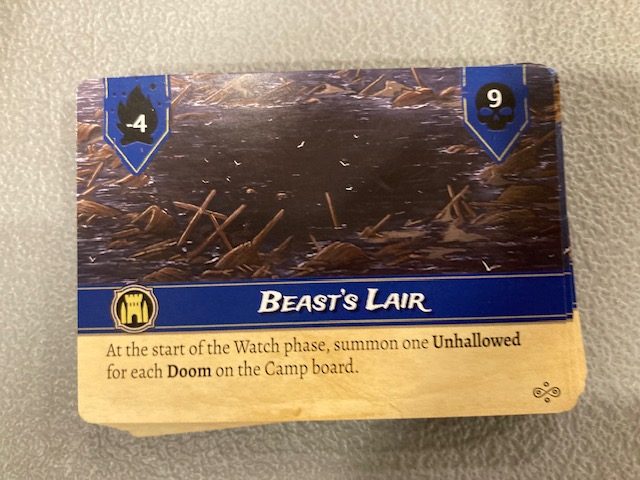 -4
9
BEAST'S LAIR
At the start of the Watch phase, summon one Unhallowed
for each Doom on the Camp board.